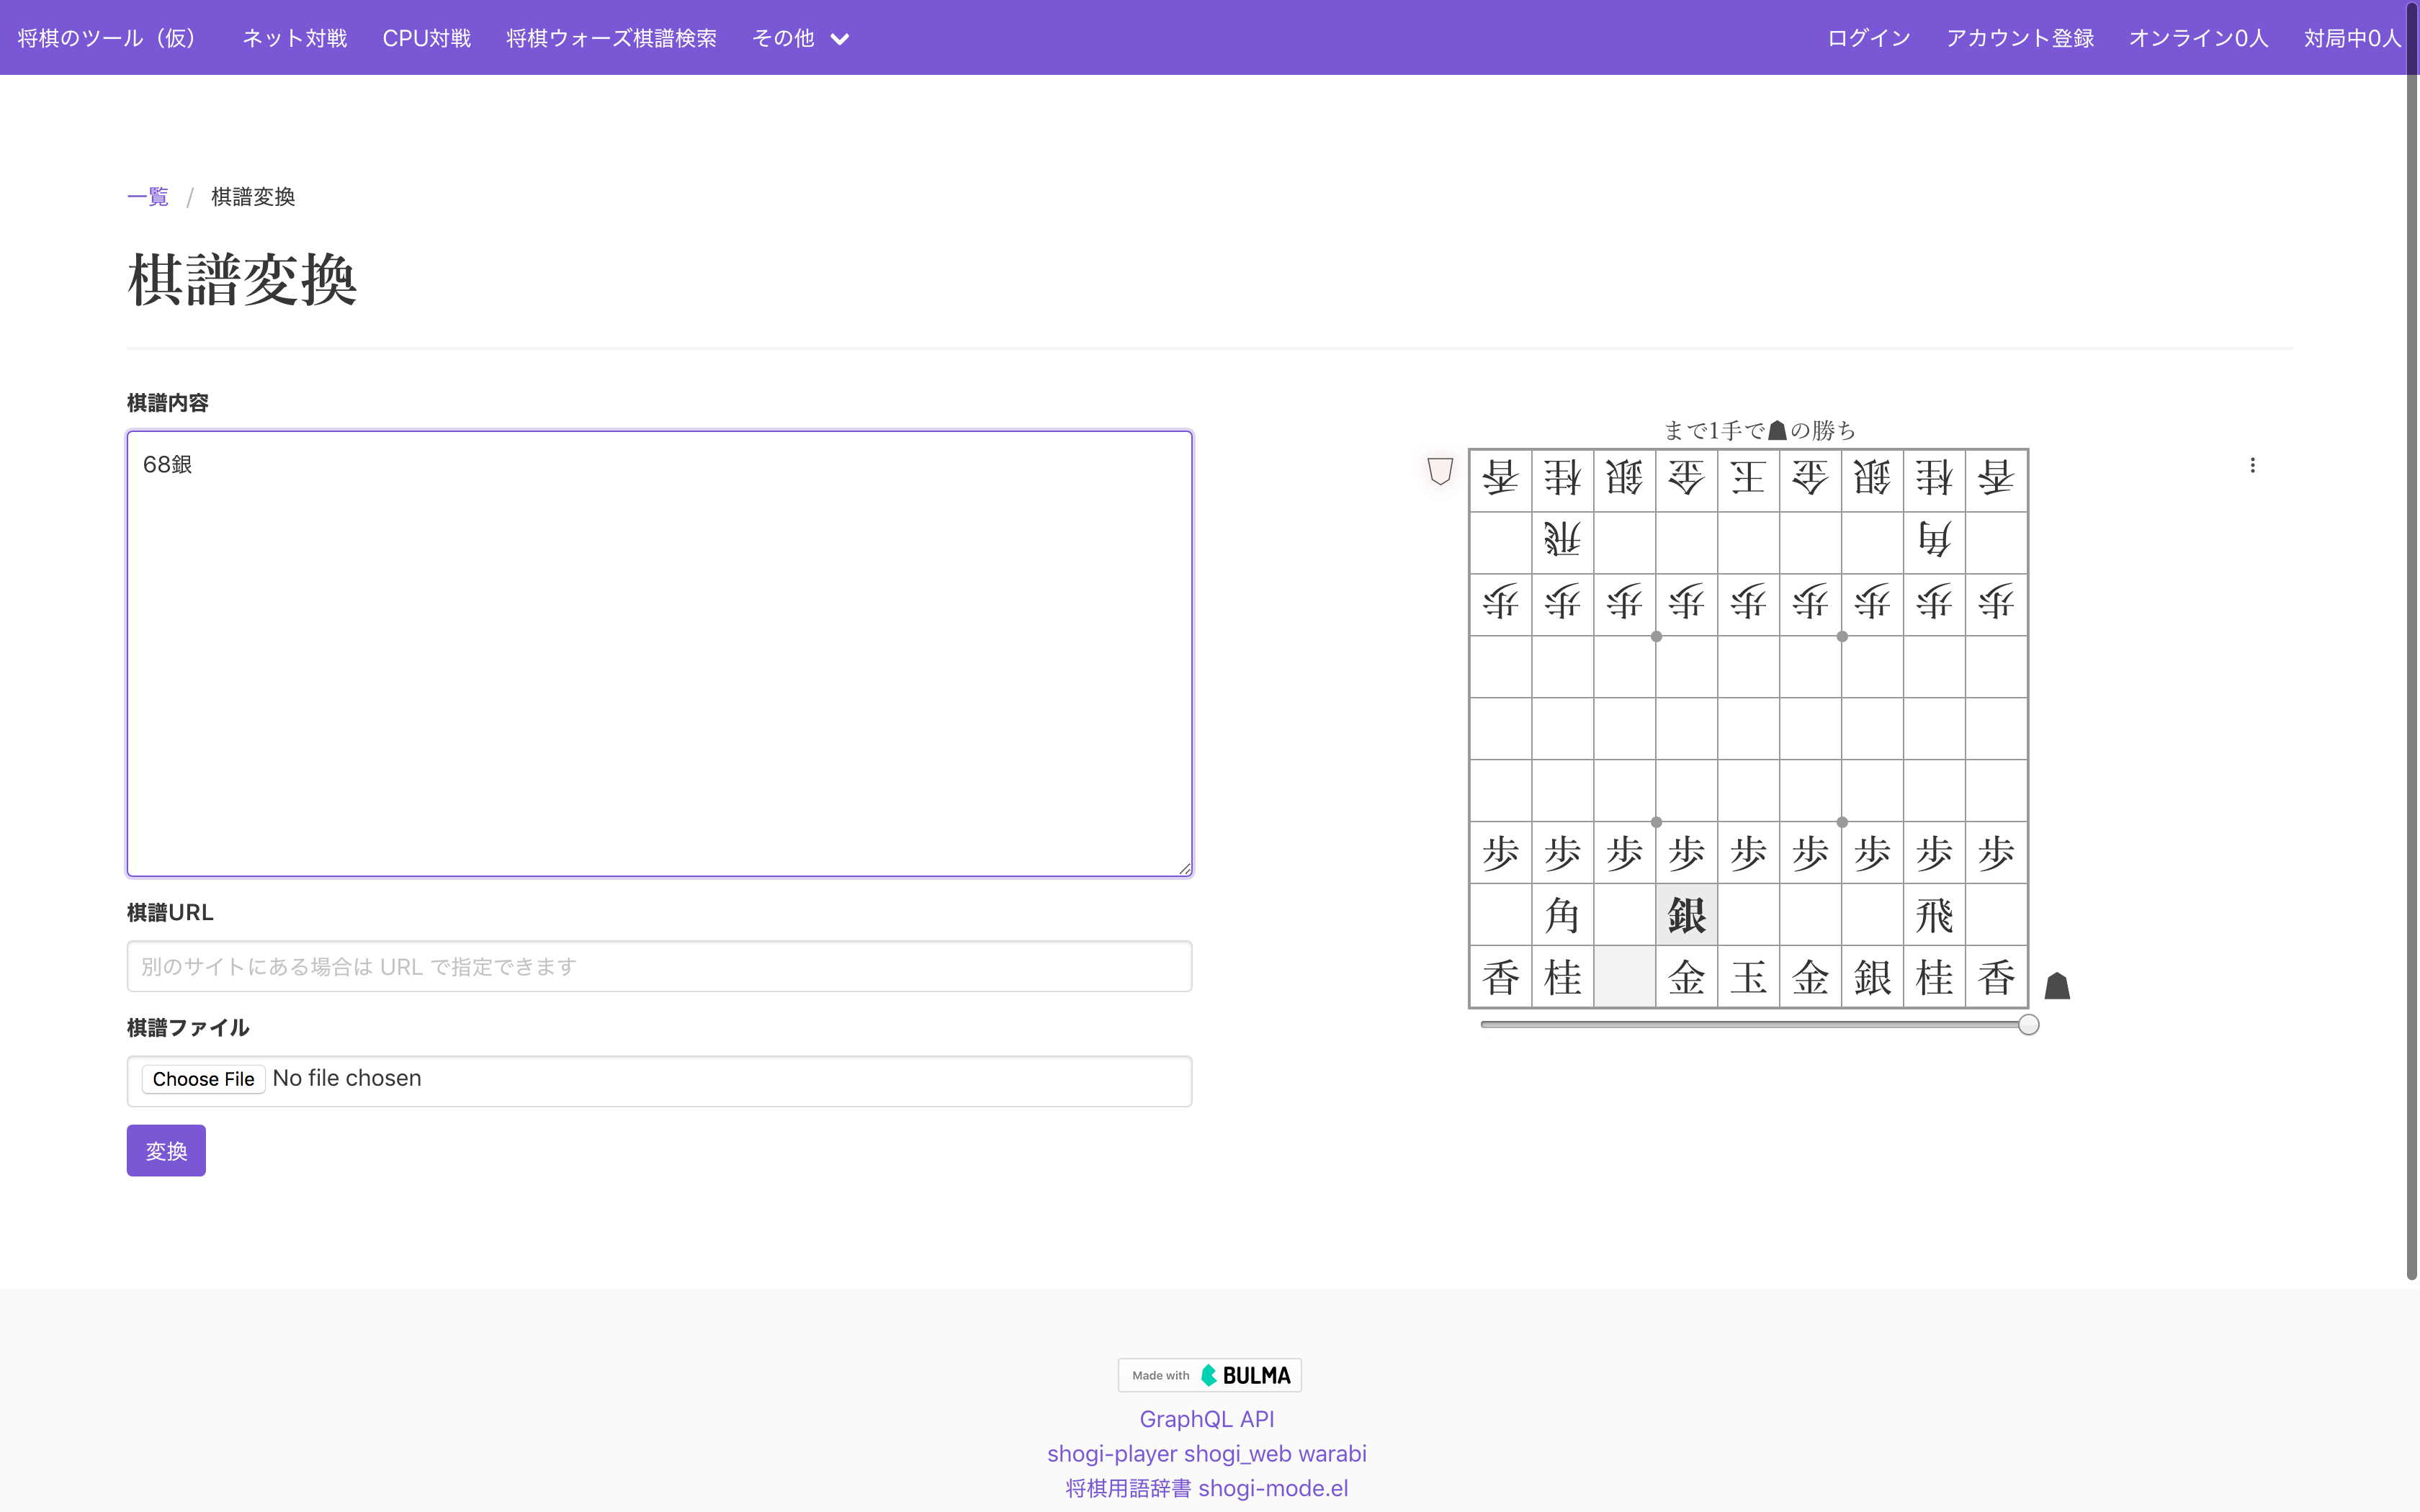 将棋のツール（仮） ネット対戦 CPU対戦 将棋ウォーズ棋譜検索 その他 ログイン アカウント登録 オンライン0人 対局中0人
一覧 / 棋譜変換
棋譜変換
棋譜内容
68銀
棋譜URL
別のサイトにある場合は URL で指定できます
棋譜ファイル
Choose File No file chosen
変換
まで1手で☗の勝ち
香 桂 銀 金 王 金 銀 桂 香
飛 角
歩 歩 歩 歩 歩 歩 歩 歩 歩
歩 歩 歩 歩 歩 歩 歩 歩 歩
角 銀 飛
香 桂 金 玉 金 銀 桂 香
Made with BULMA
GraphQL API
shogi-player shogi_web warabi
将棋用語辞書 shogi-mode.el